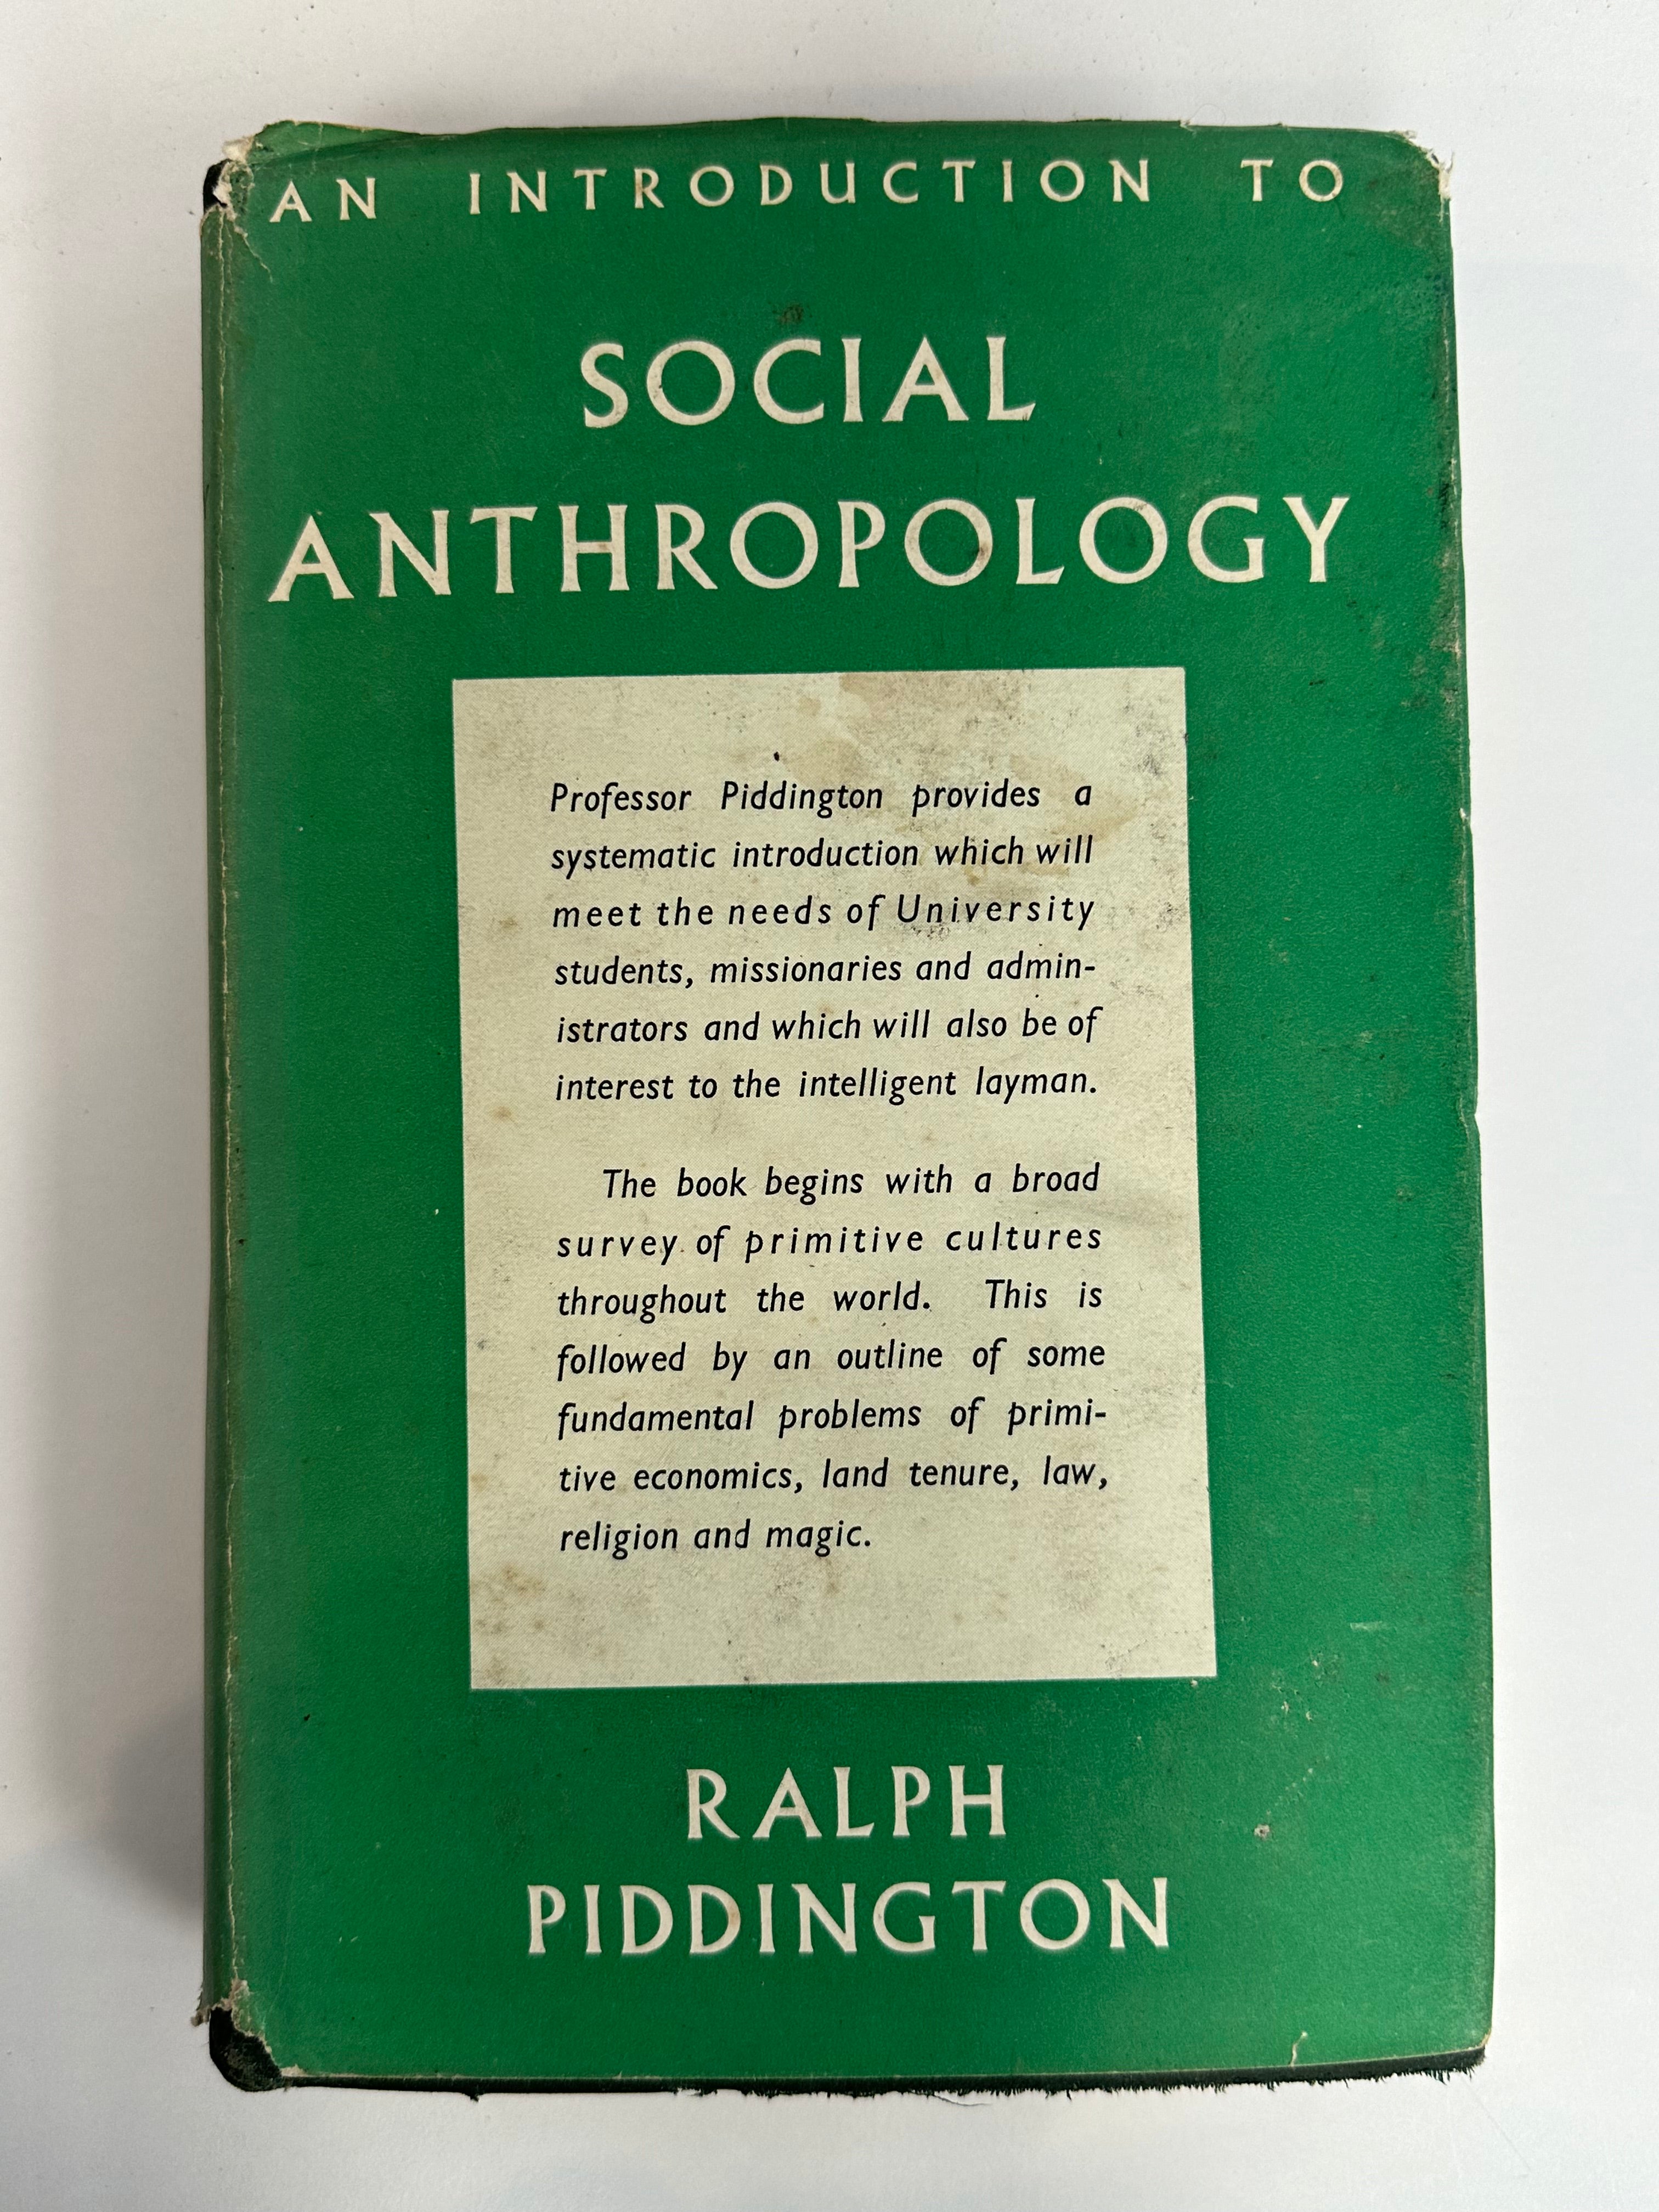 AN INTRODUCTION TO
SOCIAL
ANTHROPOLOGY
Professor Piddington provides a
systematic introduction which will
meet the needs of University
students, missionaries and admin-
istrators and which will also be of
interest to the intelligent layman.
The book begins with a broad
survey of primitive cultures
throughout the world. This is
followed by an outline of some
fundamental problems of primi-
tive economics, land tenure, law,
religion and magic.
RALPH
PIDDINGTON